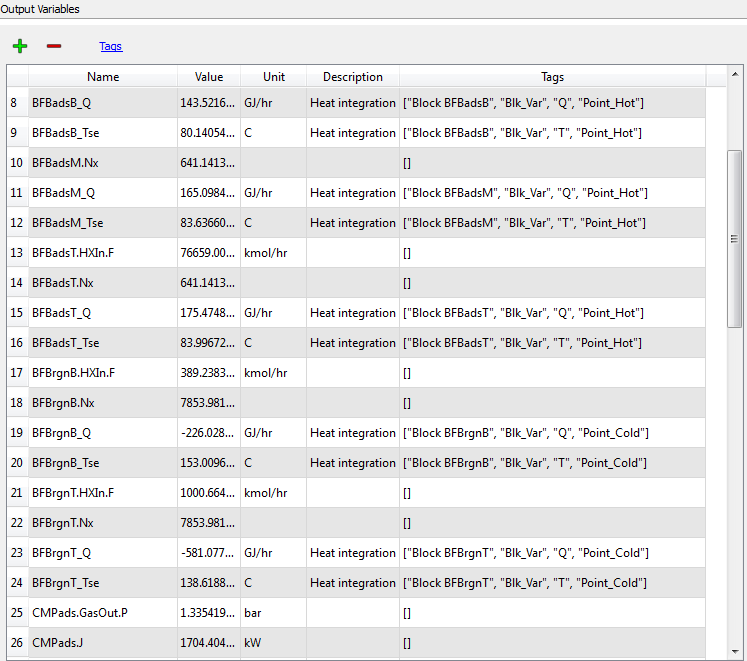 Output Variables
Tags
Name Value Unit Description Tags
8 BFBadsB_Q 143.5216... GJ/hr Heat integration ["Block BFBadsB", "Blk_Var", "Q", "Point_Hot"]
9 BFBadsB_Tse 80.14054... C Heat integration ["Block BFBadsB", "Blk_Var", "T", "Point_Hot"]
10 BFBadsM.Nx 641.1413... []
11 BFBadsM_Q 165.0984... GJ/hr Heat integration ["Block BFBadsM", "Blk_Var", "Q", "Point_Hot"]
12 BFBadsM_Tse 83.63660... C Heat integration ["Block BFBadsM", "Blk_Var", "T", "Point_Hot"]
13 BFBadsT.HXIn.F 76659.00... kmol/hr []
14 BFBadsT.Nx 641.1413... []
15 BFBadsT_Q 175.4748... GJ/hr Heat integration ["Block BFBadsT", "Blk_Var", "Q", "Point_Hot"]
16 BFBadsT_Tse 83.99672... C Heat integration ["Block BFBadsT", "Blk_Var", "T", "Point_Hot"]
17 BFBrgnB.HXIn.F 389.2383... kmol/hr []
18 BFBrgnB.Nx 7853.981... []
19 BFBrgnB_Q -226.028... GJ/hr Heat integration ["Block BFBrgnB", "Blk_Var", "Q", "Point_Cold"]
20 BFBrgnB_Tse 153.0096... C Heat integration ["Block BFBrgnB", "Blk_Var", "T", "Point_Cold"]
21 BFBrgnT.HXIn.F 1000.664... kmol/hr []
22 BFBrgnT.Nx 7853.981... []
23 BFBrgnT_Q -581.077... GJ/hr Heat integration ["Block BFBrgnT", "Blk_Var", "Q", "Point_Cold"]
24 BFBrgnT_Tse 138.6188... C Heat integration ["Block BFBrgnT", "Blk_Var", "T", "Point_Cold"]
25 CMPads.GasOut.P 1.335419... bar []
26 CMPads.J 1704.404... kW []